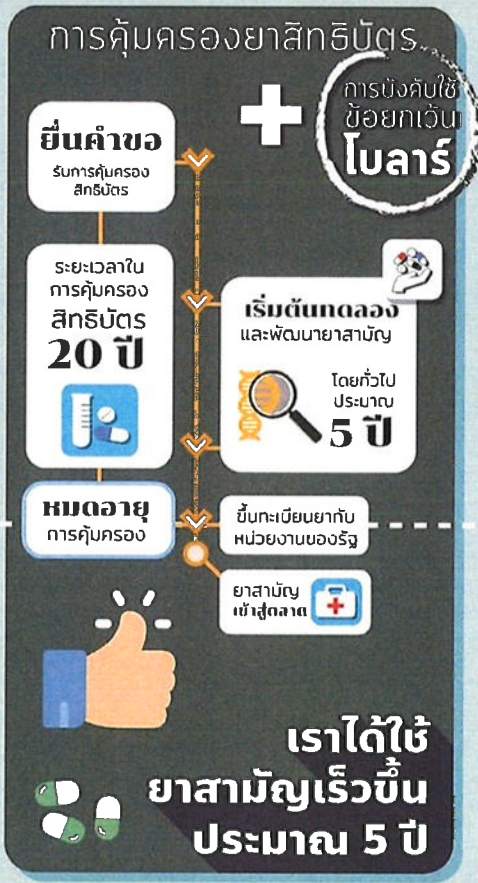 การคุ้มครองยาสิทธิบัตร
การบังคับใช้
ข้อยกเว้น
โบลาร์
ยื่นคำขอ
รับการคุ้มครอง
สิทธิบัตร
ระยะเวลาใน
การคุ้มครอง
สิทธิบัตร
20 ปี
เริ่มต้นทดลอง
และพัฒนายาสามัญ
โดยทั่วไป
ประมาณ
5 ปี
หมดอายุ
การคุ้มครอง
ขึ้นทะเบียนยากับ
หน่วยงานของรัฐ
ยาสามัญ
เข้าสู่ตลาด
เราได้ใช้
ยาสามัญเร็วขึ้น
ประมาณ 5 ปี